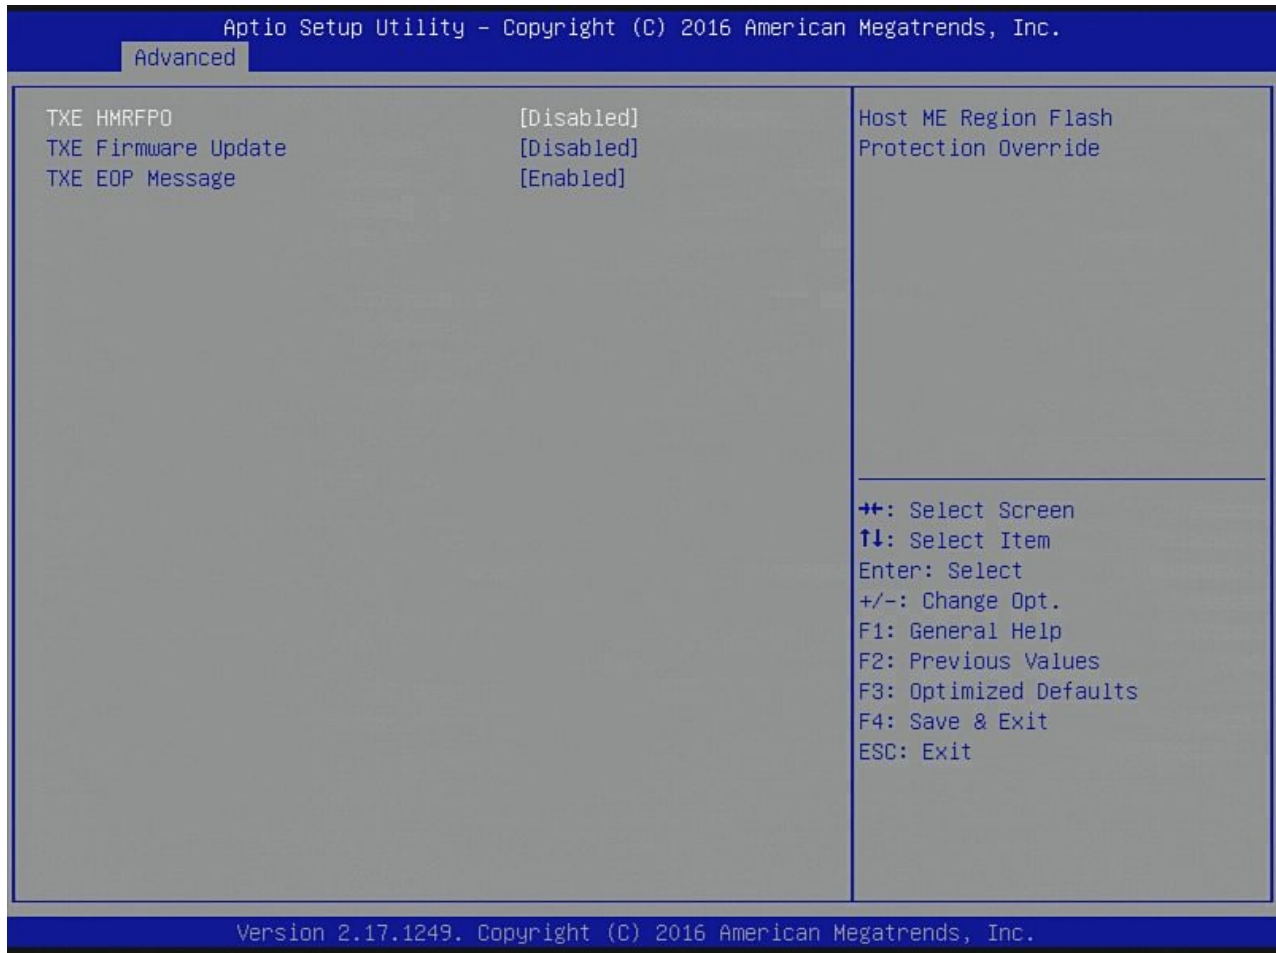 Aptio Setup Utility – Copyright (C) 2016 American Megatrends, Inc.
Advanced
TXE HMRFPO [Disabled]
TXE Firmware Update [Disabled]
TXE EOP Message [Enabled]
Host ME Region Flash
Protection Override
→←: Select Screen
↑↓: Select Item
Enter: Select
+/-: Change Opt.
F1: General Help
F2: Previous Values
F3: Optimized Defaults
F4: Save & Exit
ESC: Exit
Version 2.17.1249. Copyright (C) 2016 American Megatrends, Inc.